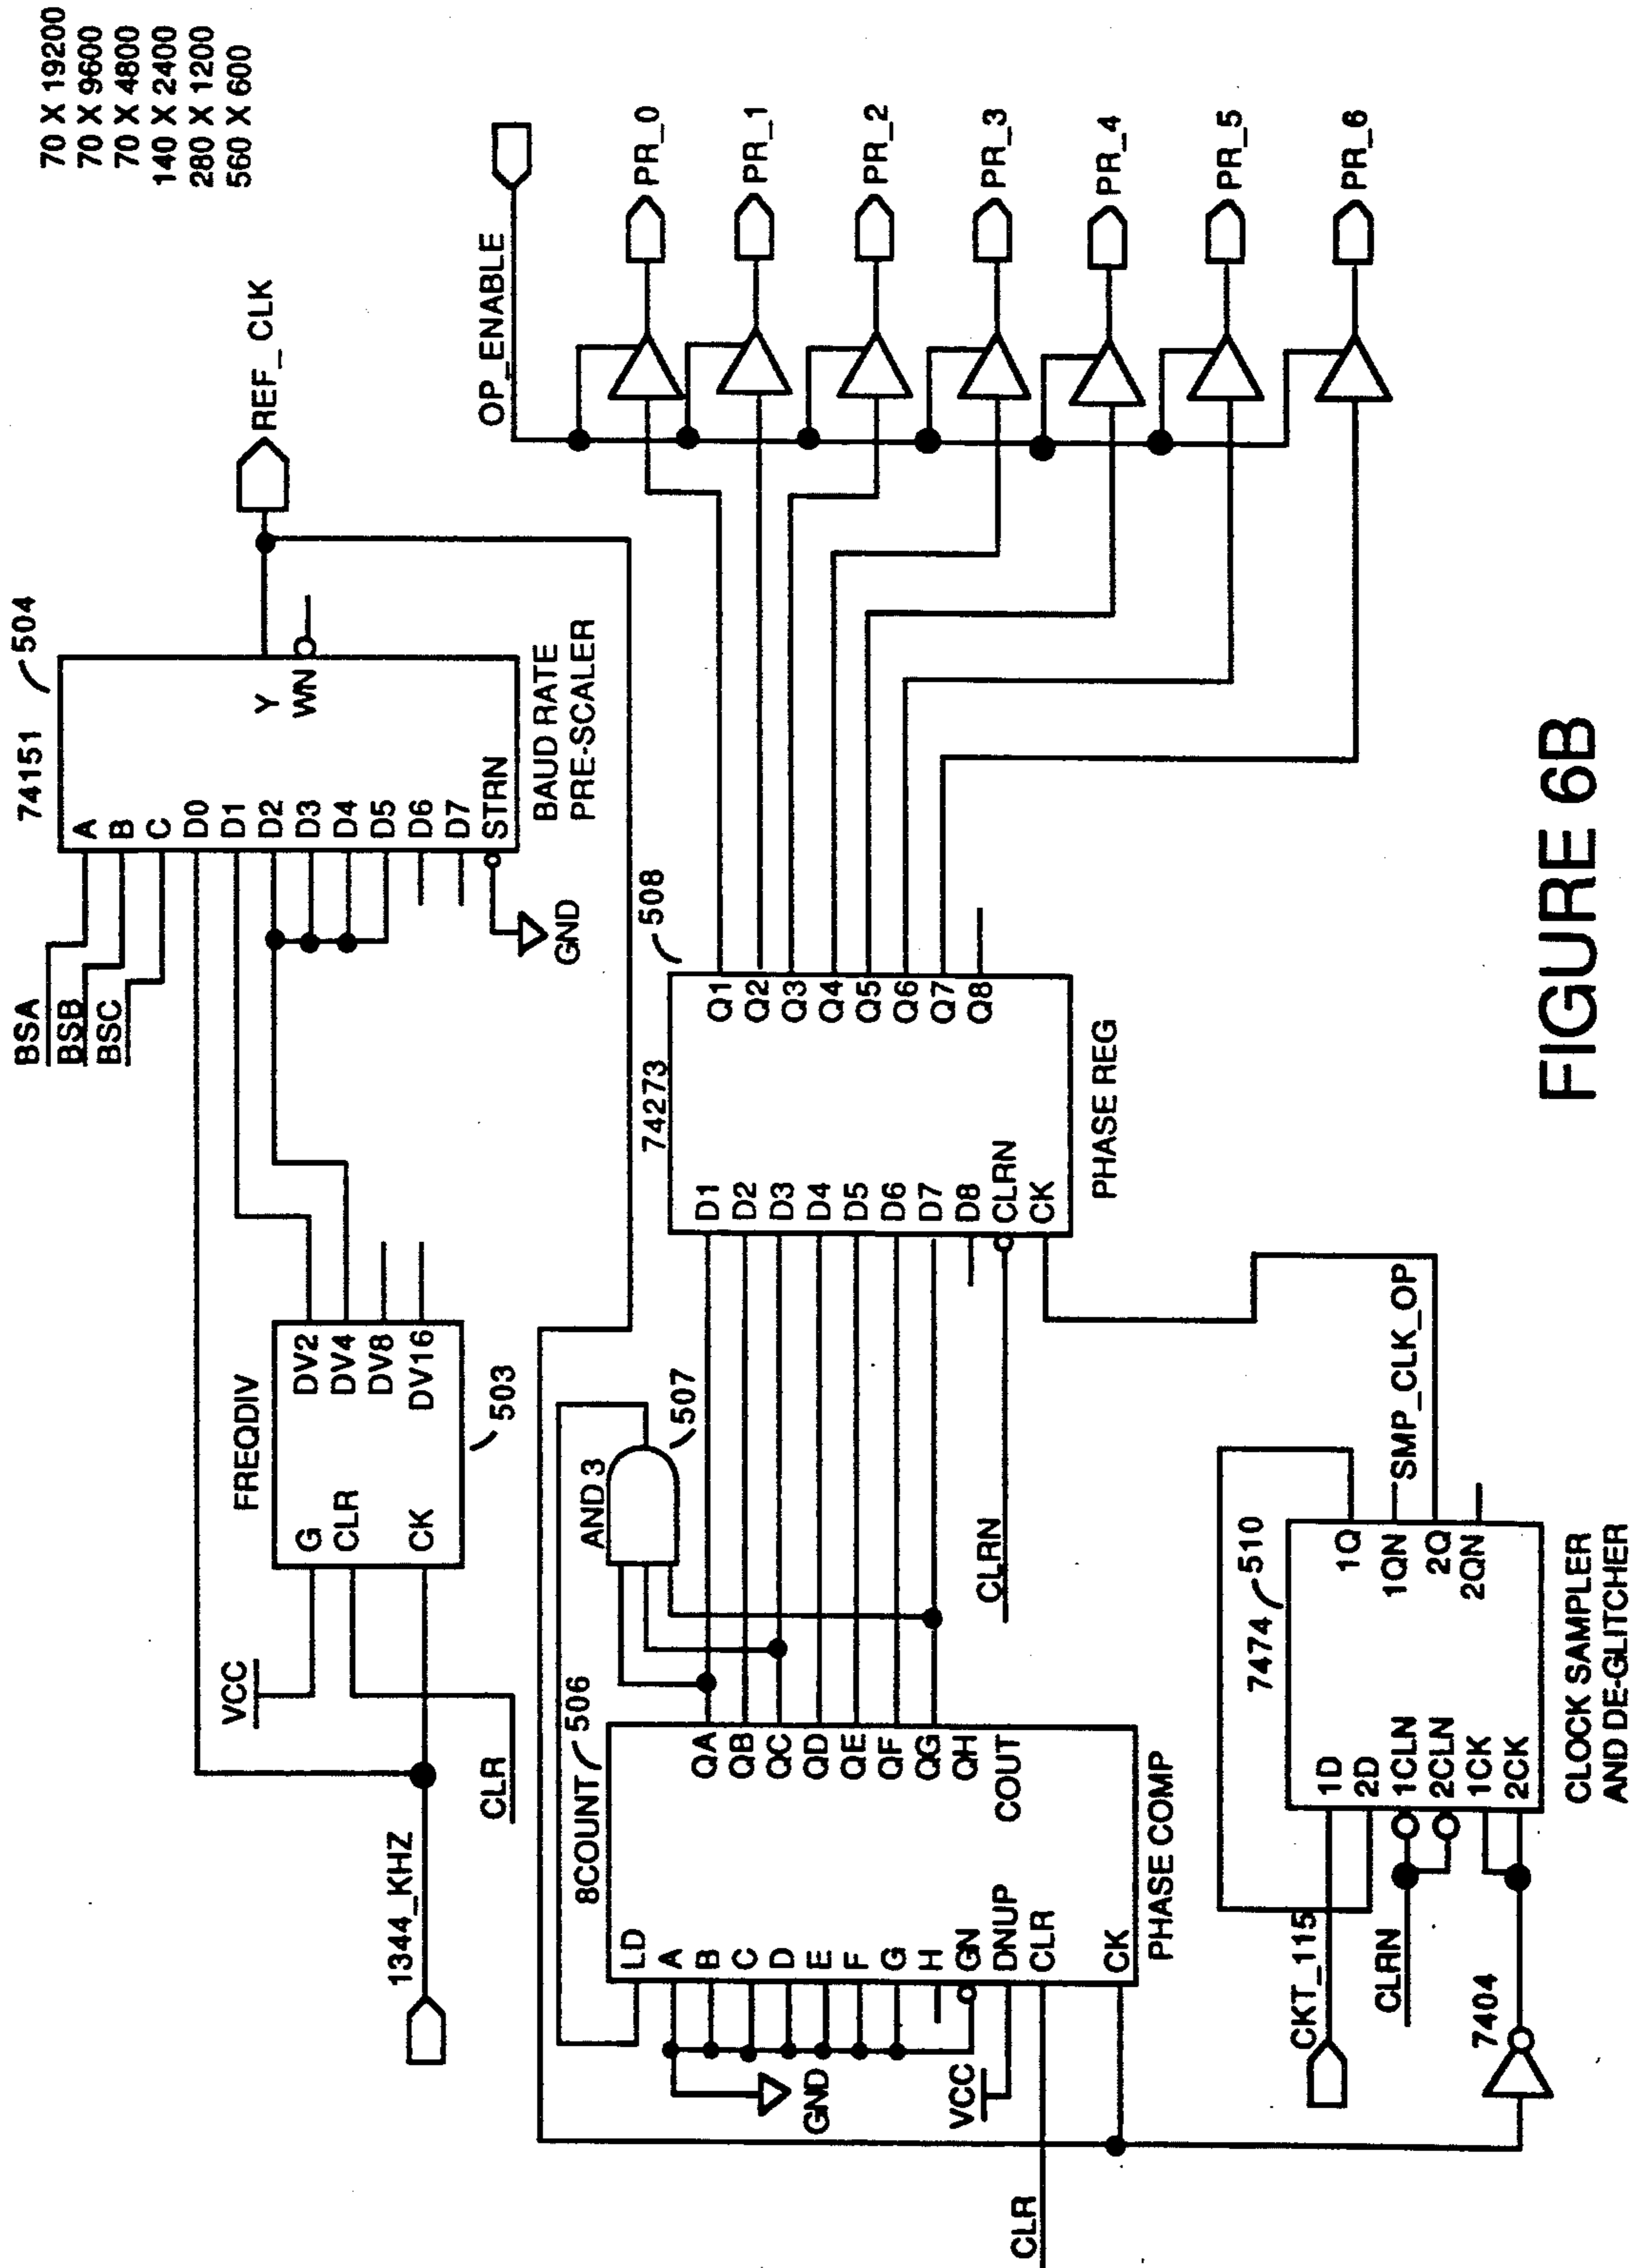 70 X 19200
70 X 9600
70 X 4800
140 X 2400
280 X 1200
560 X 600
BSA
BSB
BSC
74151
504
A
B
C
D0
D1
D2
D3
D4
D5
D6
D7
STRN
Y
WN
BAUD RATE
PRE-SCALER
GND
REF_CLK
1344_KHZ
VCC
CLR
FREQDIV
G
CLR
CK
DV2
DV4
DV8
DV16
503
OP_ENABLE
PR_0
PR_1
PR_2
PR_3
PR_4
PR_5
PR_6
8COUNT
506
LD
A
B
C
D
E
F
G
H
GN
DNUP
CLR
CK
QA
QB
QC
QD
QE
QF
QG
QH
COUT
PHASE COMP
GND
VCC
CLR
AND 3
507
CLRN
74273
508
D1
D2
D3
D4
D5
D6
D7
D8
CLRN
CK
Q1
Q2
Q3
Q4
Q5
Q6
Q7
Q8
PHASE REG
CKT_115
CLRN
7404
7474
510
1D
2D
1CLN
2CLN
1CK
2CK
1Q
1QN
2Q
2QN
SMP_CLK_OP
CLOCK SAMPLER
AND DE-GLITCHER
FIGURE 6B